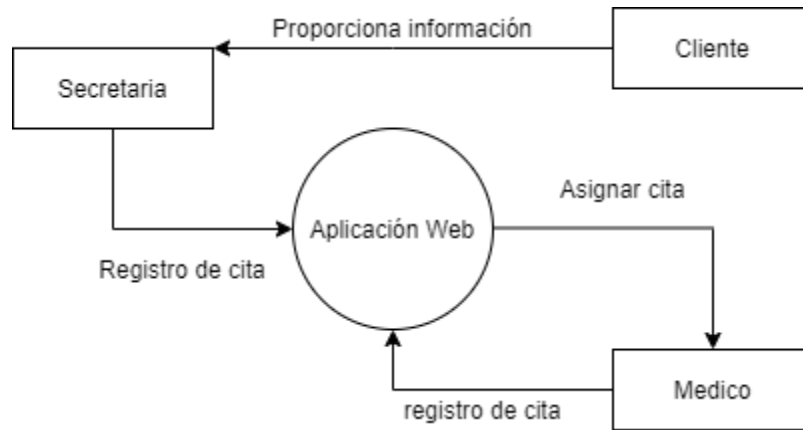 Proporciona información
Cliente
Secretaria
Asignar cita
Aplicación Web
Registro de cita
Medico
registro de cita